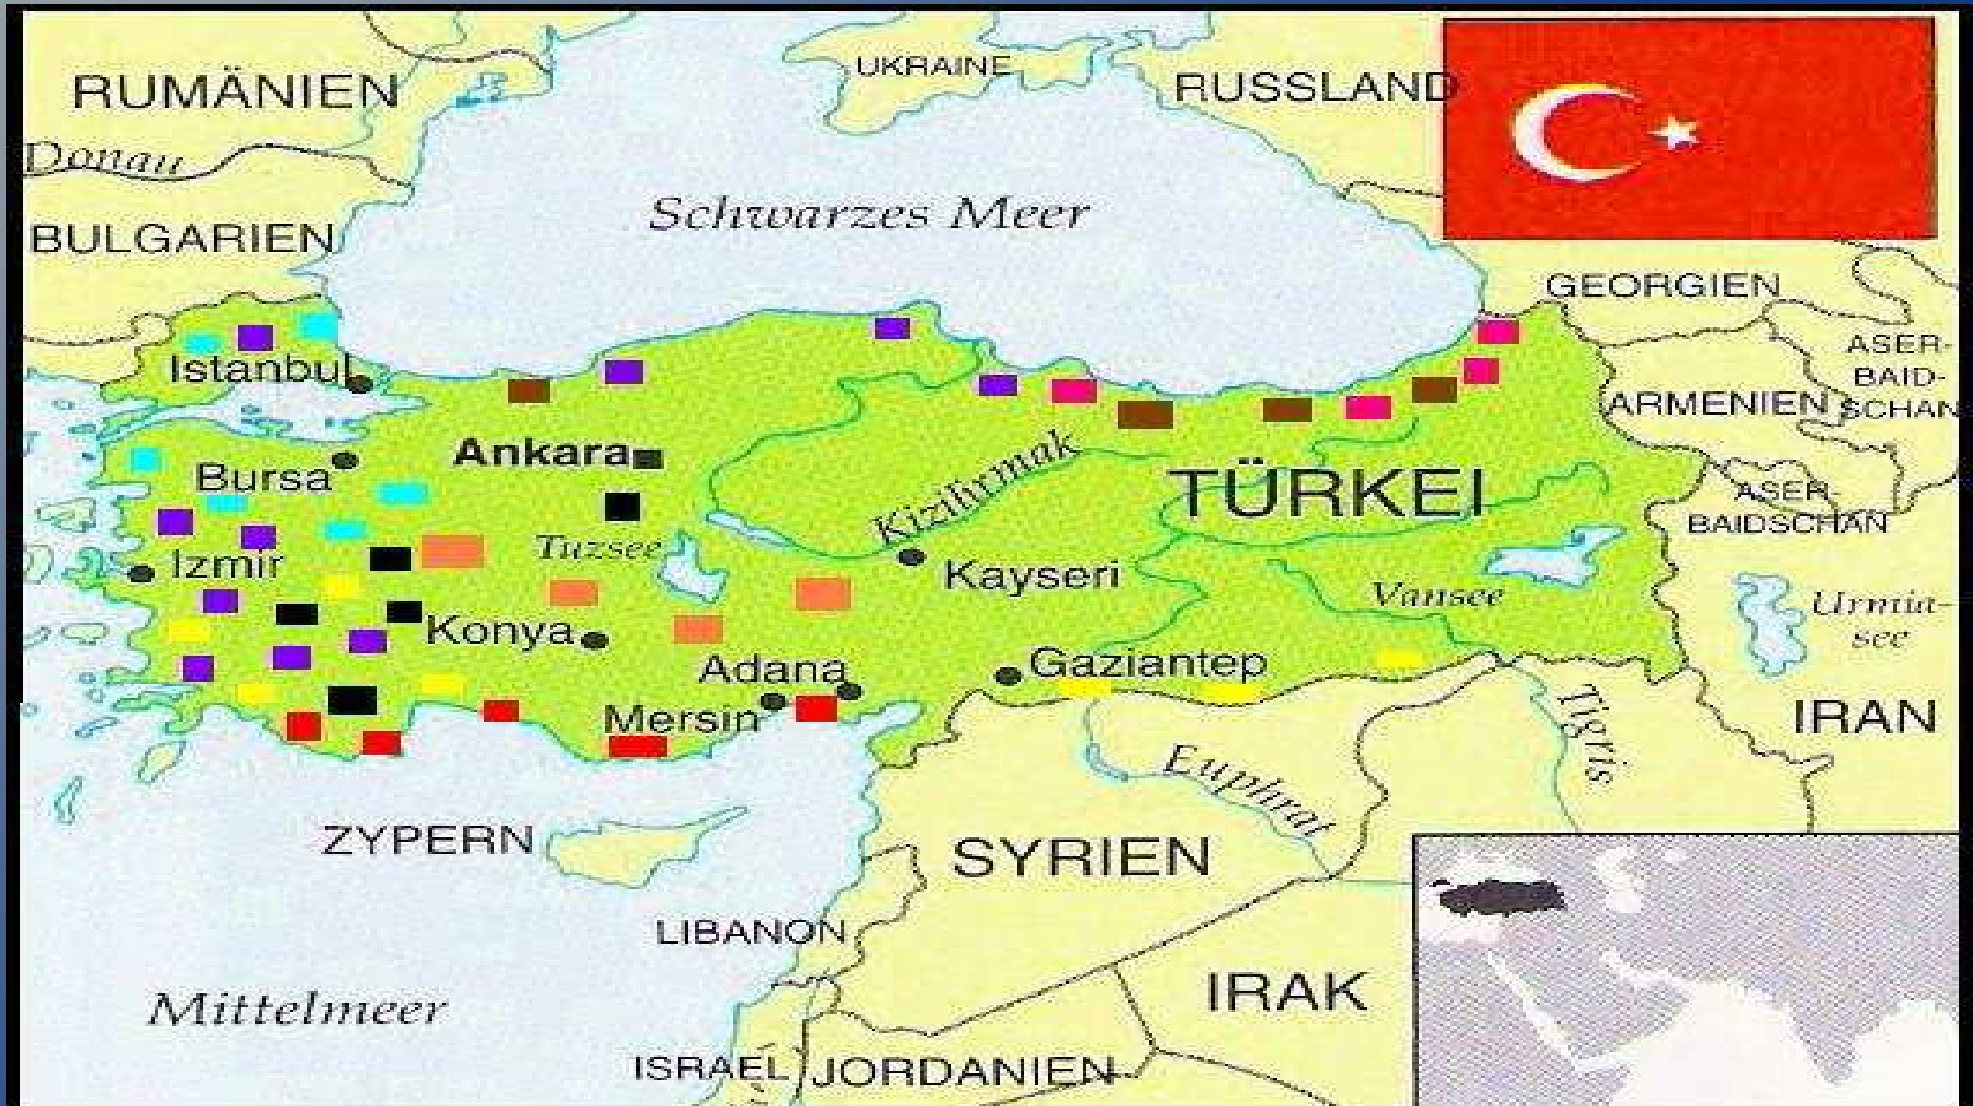 RUMÄNIEN
UKRAINE
RUSSLAND
Donau
BULGARIEN
Schwarzes Meer
GEORGIEN
ASER-
BAID-
SCHAN
ARMENIEN
Istanbul
Bursa
Ankara
Kizihrmak
TÜRKEI
ASER-
BAIDSCHAN
Izmir
Tuzsee
Kayseri
Vansee
Urmia-
see
Konya
Adana
Gaziantep
Mersin
Tigris
IRAN
Euphrat
ZYPERN
SYRIEN
LIBANON
IRAK
Mittelmeer
ISRAEL
JORDANIEN